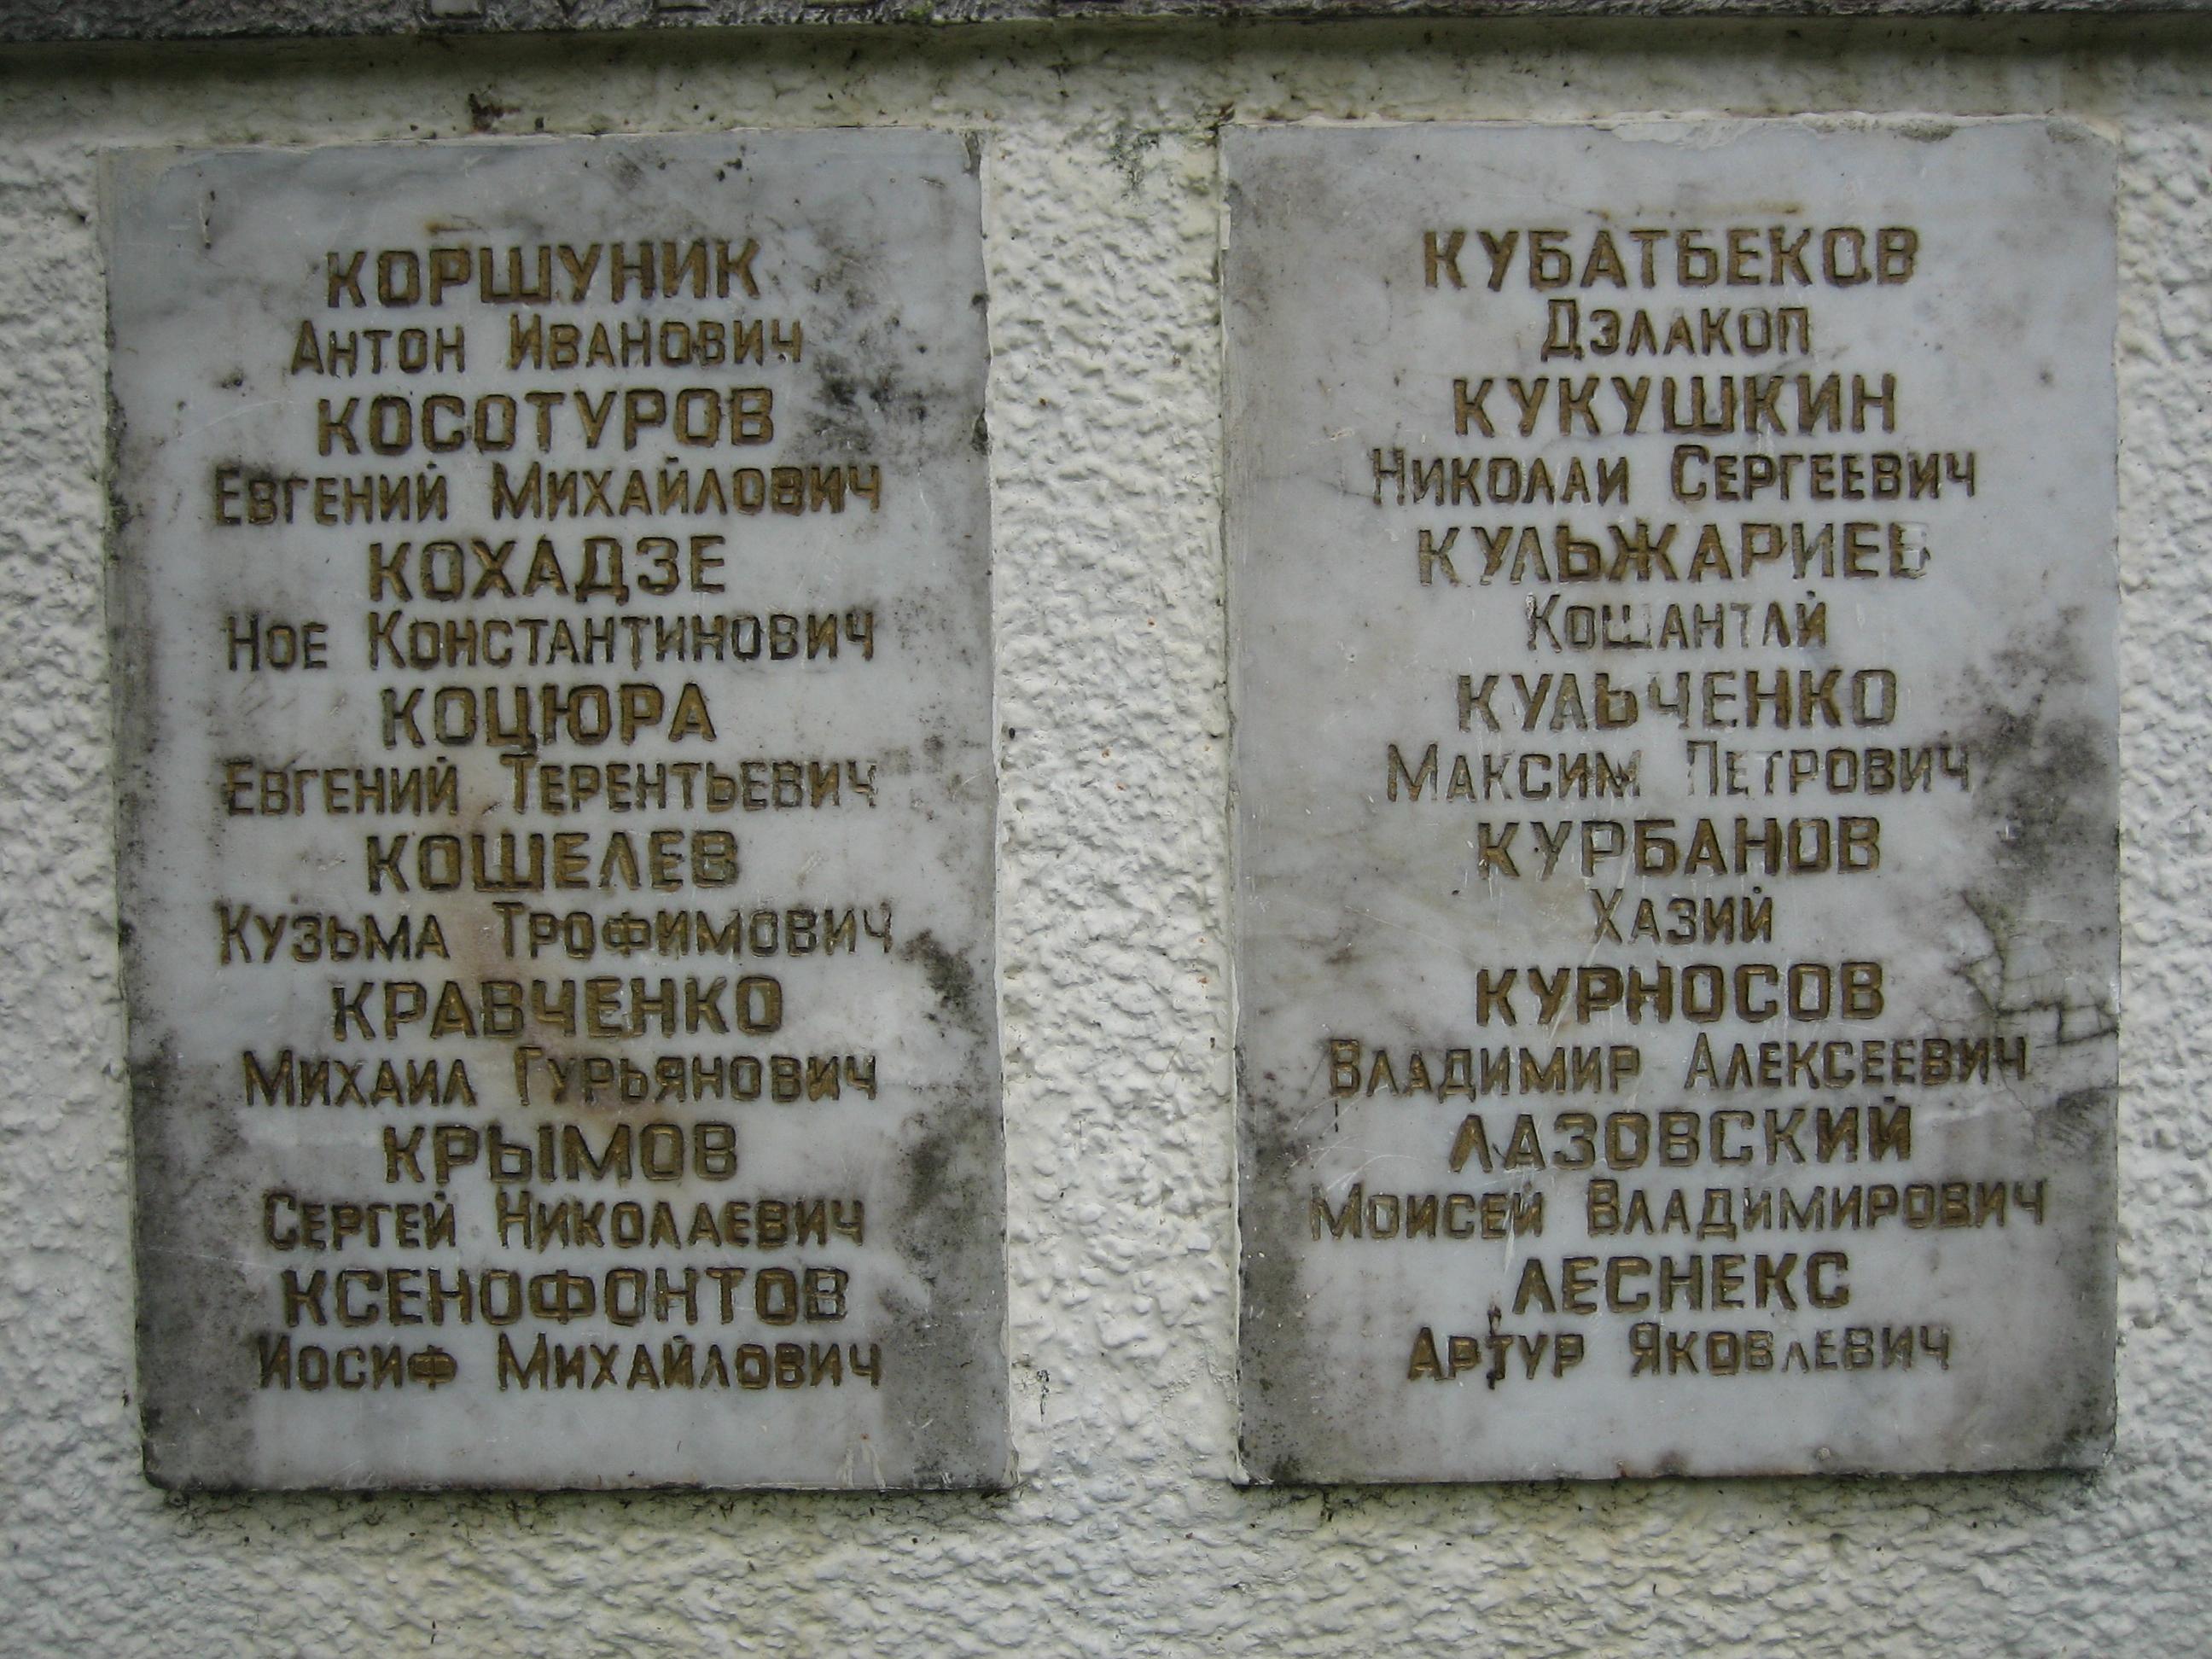 КОРШУНИК
Антон Иванович
КОСОТУРОВ
Евгений Михайлович
КОХАДЗЕ
Ное Константинович
КОЦЮРА
Евгений Терентьевич
КОШЕЛЕВ
Кузьма Трофимович
КРАВЧЕНКО
Михаил Гурьянович
КРЫМОВ
Сергей Николаевич
КСЕНОФОНТОВ
Иосиф Михайлович
КУБАТБЕКОВ
Дэлакоп
КУКУШКИН
Николаи Сергеевич
КУЛЬЖАРИЕВ
Кошантай
КУЛЬЧЕНКО
Максим Петрович
КУРБАНОВ
Хазий
КУРНОСОВ
Владимир Алексеевич
ЛАЗОВСКИЙ
Моисей Владимирович
ЛЕСНЕКС
Артур Яковлевич